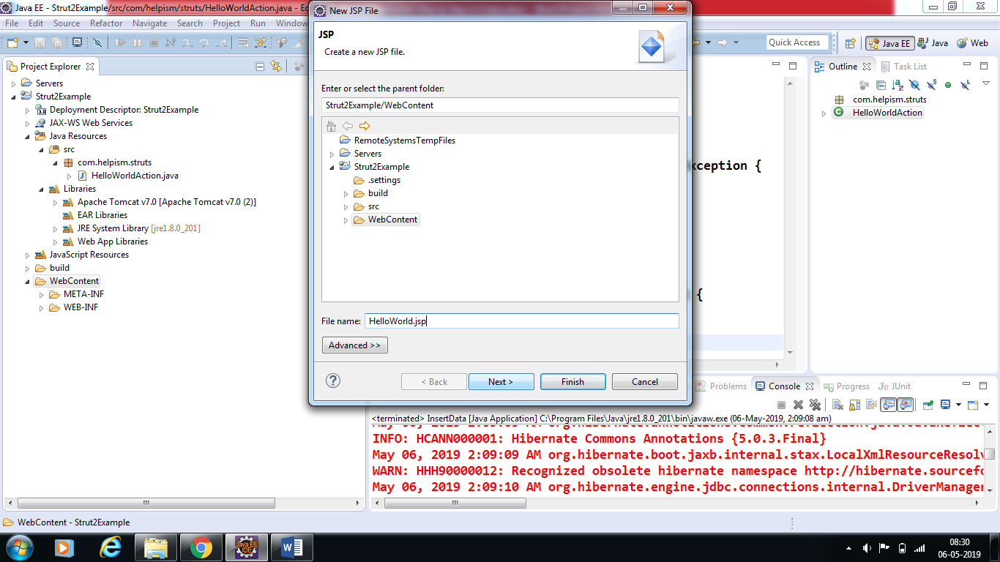 Java EE - Strut2Example/src/com/helpism/struts/HelloWorldAction.java - Ec
File Edit Source Refactor Navigate Search Project Run Window
Quick Access
Java EE
Java
Web
Project Explorer
Servers
Strut2Example
3.0 Deployment Descriptor: Strut2Example
JAX-WS Web Services
Java Resources
src
com.helpism.struts
HelloWorldAction.java
Libraries
Apache Tomcat v7.0 [Apache Tomcat v7.0 (2)]
EAR Libraries
JRE System Library [jre1.8.0_201]
Web App Libraries
JavaScript Resources
build
WebContent
META-INF
WEB-INF
New JSP File
JSP
Create a new JSP file.
Enter or select the parent folder:
Strut2Example/WebContent
RemoteSystemsTempFiles
Servers
Strut2Example
.settings
build
src
WebContent
File name: HelloWorld.jsp
Advanced >>
< Back
Next >
Finish
Cancel
xception {
{
Outline
Task List
com.helpism.struts
HelloWorldAction
Problems
Console
Progress
JUnit
<terminated> InsertData [Java Application] C:\Program Files\Java\jre1.8.0_201\bin\javaw.exe (06-May-2019, 2:09:08 am)
INFO: HCANN000001: Hibernate Commons Annotations {5.0.3.Final}
May 06, 2019 2:09:09 AM org.hibernate.boot.jaxb.internal.stax.LocalXmlResourceResolv
WARN: HHH90000012: Recognized obsolete hibernate namespace http://hibernate.sourcefo
May 06, 2019 2:09:10 AM org.hibernate.engine.jdbc.connections.internal.DriverManager
WebContent - Strut2Example
Java EE
IDE
08:30
06-05-2019